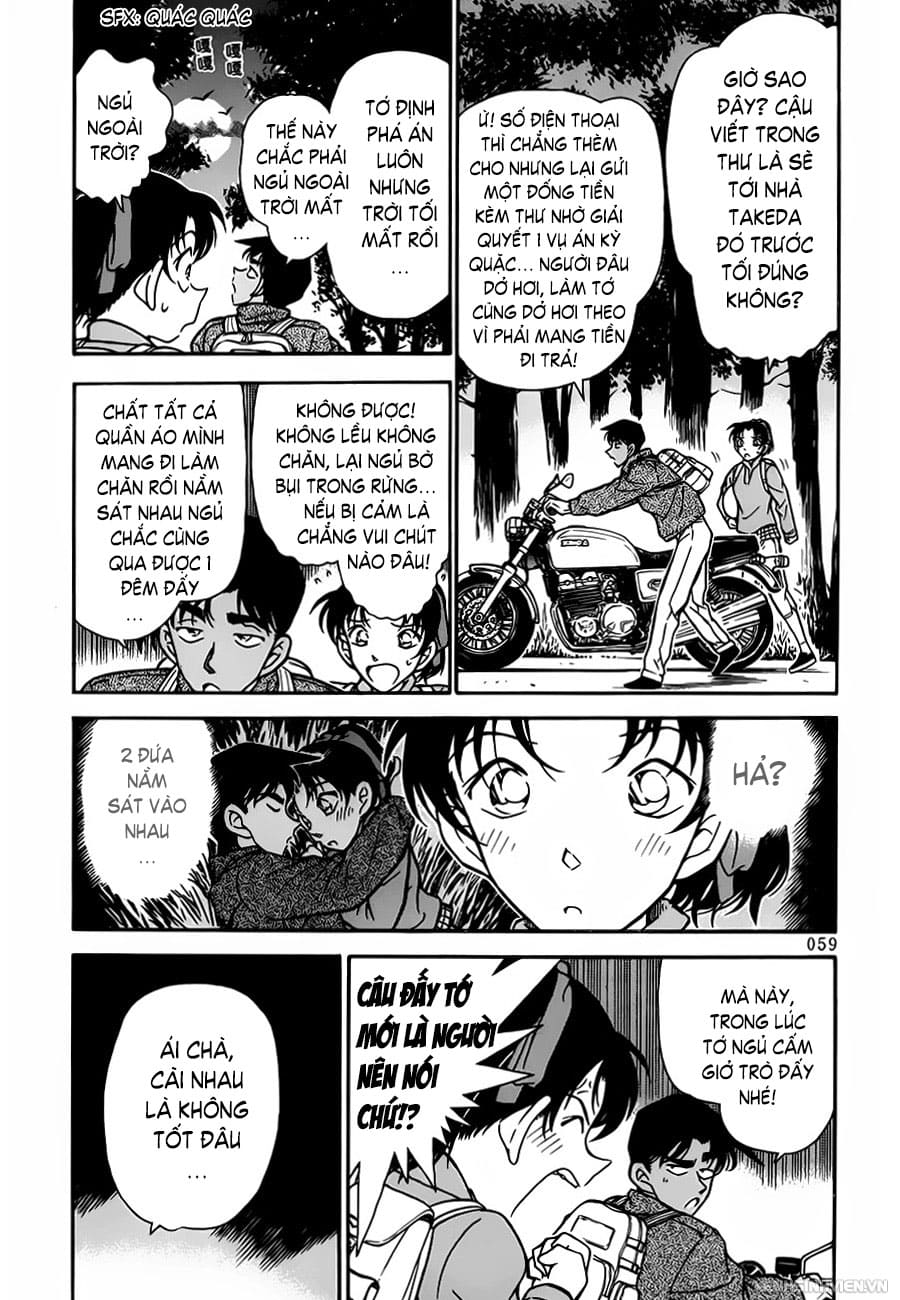 GIỜ SAO
ĐÂY? CẬU
VIẾT TRONG
THƯ LÀ SẼ
TỚI NHÀ
TAKEDA
ĐÓ TRƯỚC
TỐI ĐÚNG
KHÔNG?
Ừ! SỐ ĐIỆN THOẠI
THÌ CHẲNG THÈM
CHO NHƯNG LẠI GỬI
MỘT ĐỐNG TIỀN
KÈM THƯ NHỜ GIẢI
QUYẾT 1 VỤ ÁN KỲ
QUẶC... NGƯỜI ĐÂU
DỞ HƠI, LÀM TỚ
CŨNG DỞ HƠI THEO
VÌ PHẢI MANG TIỀN
ĐI TRẢ!
SFX: QUÁC QUÁC
嘎嘎
嘎嘎
TỚ ĐỊNH
PHÁ ÁN
LUÔN
NHƯNG
TRỜI TỐI
MẤT RỒI
...
THẾ NÀY
CHẮC PHẢI
NGỦ NGOÀI
TRỜI MẤT
...
NGỦ
NGOÀI
TRỜI?
KHÔNG ĐƯỢC!
KHÔNG LỀU KHÔNG
CHĂN, LẠI NGỦ BỜ
BỤI TRONG RỪNG...
NẾU BỊ CẢM LÀ
CHẲNG VUI CHÚT
NÀO ĐÂU!
CHẤT TẤT CẢ
QUẦN ÁO MÌNH
MANG ĐI LÀM
CHĂN RỒI NẰM
SÁT NHAU NGỦ
CHẮC CŨNG
QUA ĐƯỢC 1
ĐÊM ĐẤY
...
HẢ?
2 ĐỨA
NẰM
SÁT VÀO
NHAU
...
059
MÀ NÀY,
TRONG LÚC
TỚ NGỦ CẤM
GIỞ TRÒ ĐẤY
NHÉ!
CÂU ĐẤY TỚ
MỚI LÀ NGƯỜI
NÊN NÓI
CHỨ!?
ÁI CHÀ,
CÃI NHAU
LÀ KHÔNG
TỐT ĐÂU
...